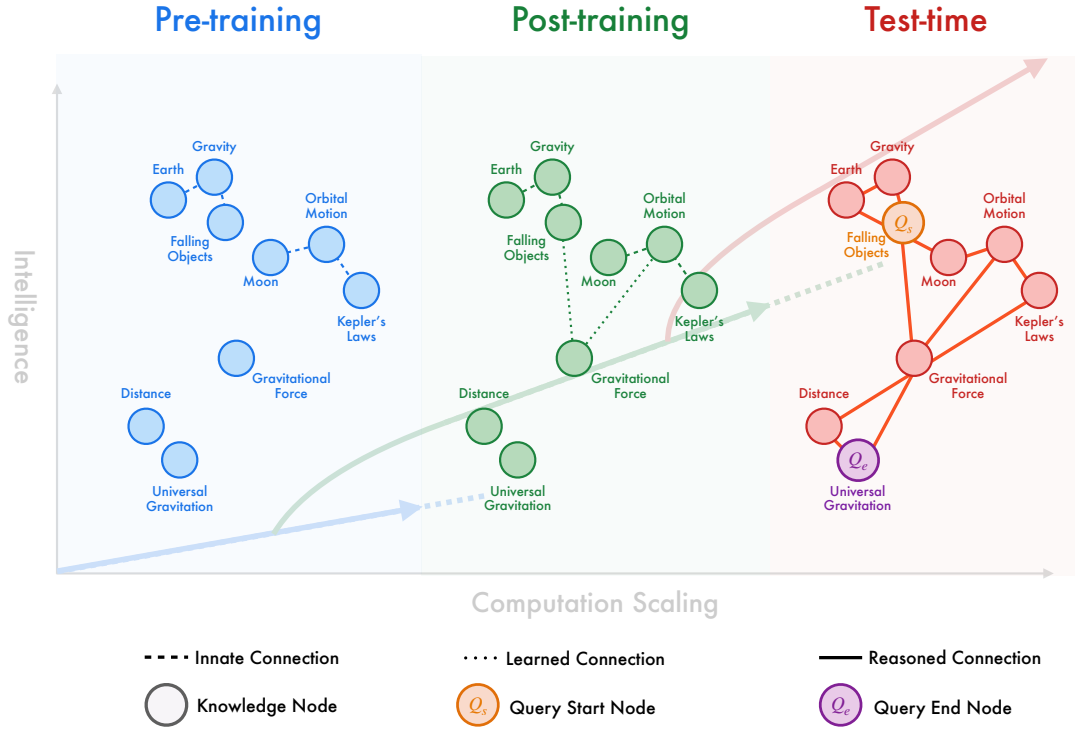 Pre-training
Post-training
Test-time
Intelligence
Gravity
Earth
Orbital
Motion
Falling
Objects
Moon
Kepler's
Laws
Gravitational
Force
Distance
Universal
Gravitation
Gravity
Earth
Orbital
Motion
Falling
Objects
Moon
Kepler's
Laws
Gravitational
Force
Distance
Universal
Gravitation
Gravity
Earth
Orbital
Motion
Qs
Falling
Objects
Moon
Kepler's
Laws
Gravitational
Force
Distance
Qe
Universal
Gravitation
Computation Scaling
Innate Connection
Learned Connection
Reasoned Connection
Knowledge Node
Qs Query Start Node
Qe Query End Node